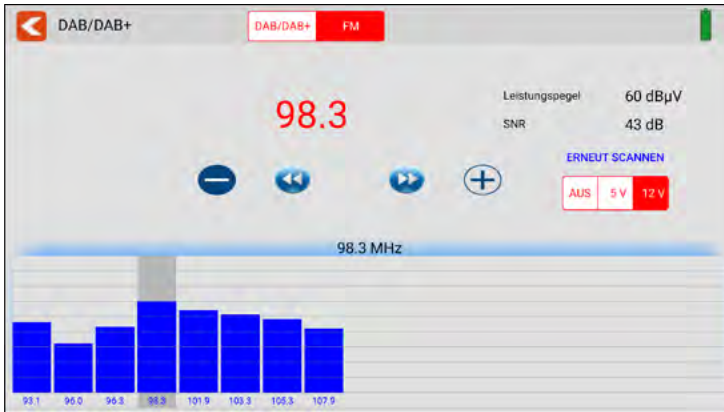 DAB/DAB+
DAB/DAB+ FM
98.3
Leistungspegel 60 dBµV
SNR 43 dB
ERNEUT SCANNEN
AUS 5 V 12 V
98.3 MHz
93.1 96.0 96.3 98.3 101.9 103.3 105.3 107.9